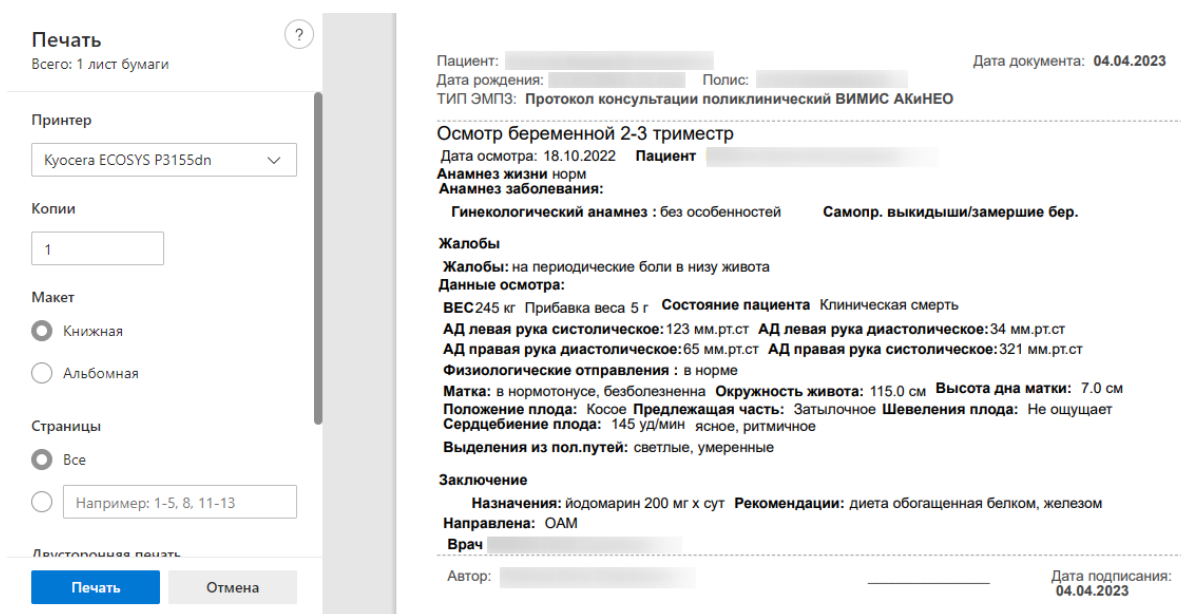 Печать
?
Всего: 1 лист бумаги
Принтер
Kyocera ECOSYS P3155dn
Копии
1
Макет
Книжная
Альбомная
Страницы
Все
Например: 1-5, 8, 11-13
Двусторонняя печать
Печать Отмена
Пациент: Дата документа: 04.04.2023
Дата рождения: Полис:
ТИП ЭМПЗ: Протокол консультации поликлинический ВИМИС АКиНЕО
Осмотр беременной 2-3 триместр
Дата осмотра: 18.10.2022 Пациент
Анамнез жизни норм
Анамнез заболевания:
Гинекологический анамнез : без особенностей Самопр. выкидыши/замершие бер.
Жалобы
Жалобы: на периодические боли в низу живота
Данные осмотра:
ВЕС245 кг Прибавка веса 5 г Состояние пациента Клиническая смерть
АД левая рука систолическое:123 мм.рт.ст АД левая рука диастолическое:34 мм.рт.ст
АД правая рука диастолическое:65 мм.рт.ст АД правая рука систолическое:321 мм.рт.ст
Физиологические отправления : в норме
Матка: в нормотонусе, безболезненна Окружность живота: 115.0 см Высота дна матки: 7.0 см
Положение плода: Косое Предлежащая часть: Затылочное Шевеления плода: Не ощущает
Сердцебиение плода: 145 уд/мин ясное, ритмичное
Выделения из пол.путей: светлые, умеренные
Заключение
Назначения: йодомарин 200 мг х сут Рекомендации: диета обогащенная белком, железом
Направлена: ОАМ
Врач
Автор: Дата подписания:
04.04.2023